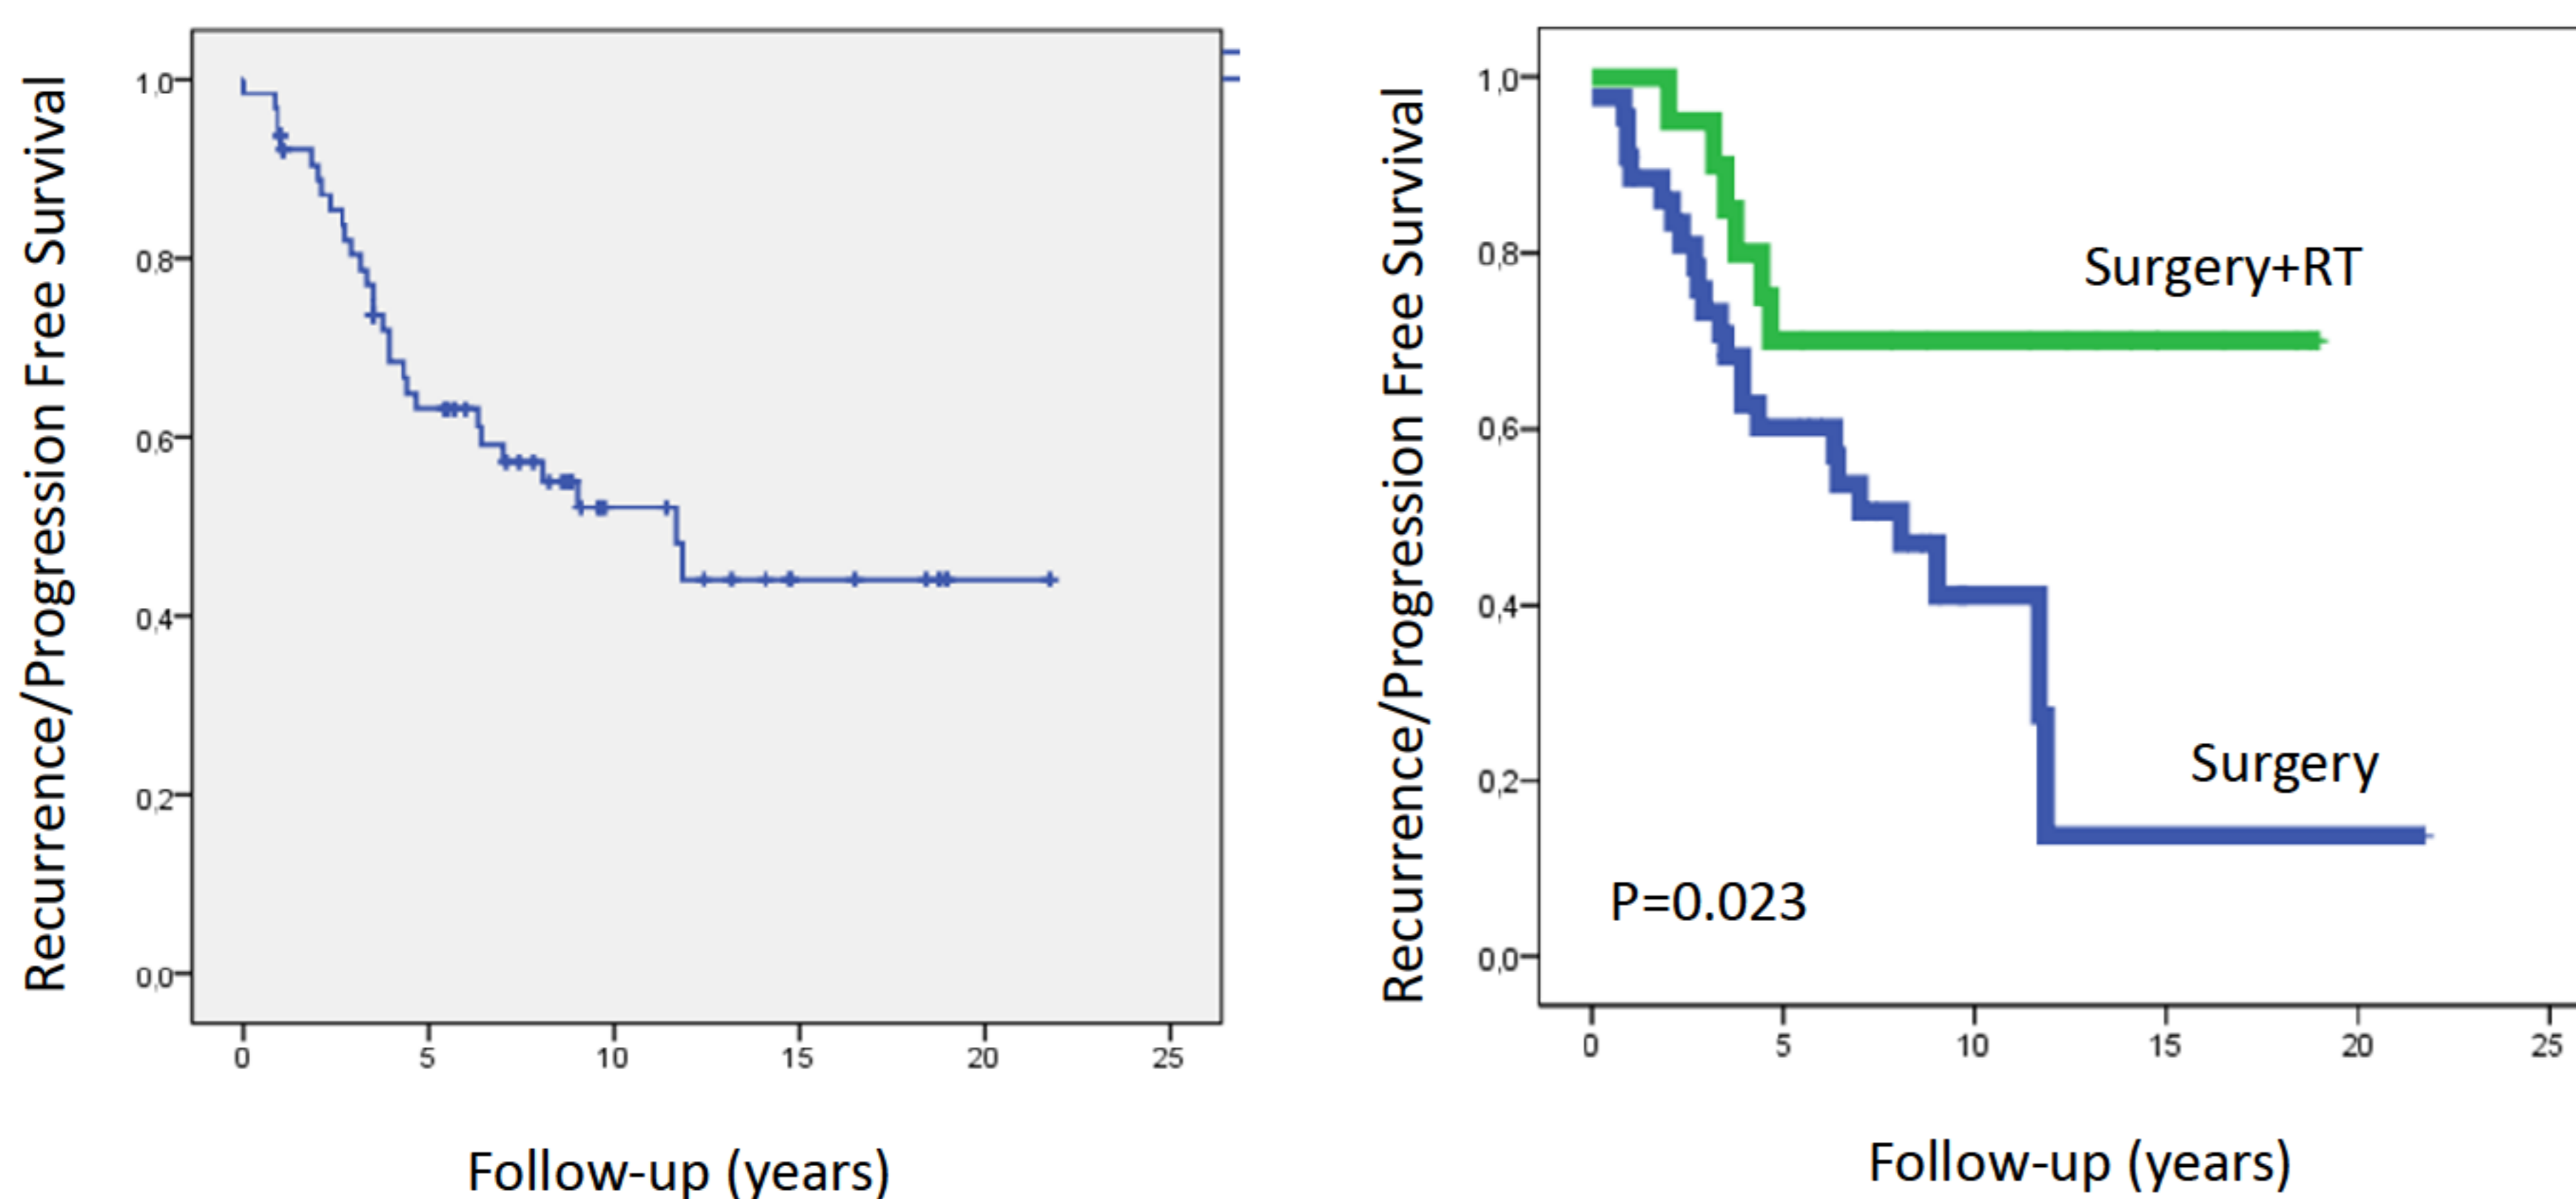 Recurrence/Progression Free Survival
1,0
0,8
0,6
0,4
0,2
0,0
0 5 10 15 20 25
Follow-up (years)
Recurrence/Progression Free Survival
1,0
0,8
0,6
0,4
0,2
0,0
Surgery+RT
Surgery
P=0.023
0 5 10 15 20 25
Follow-up (years)